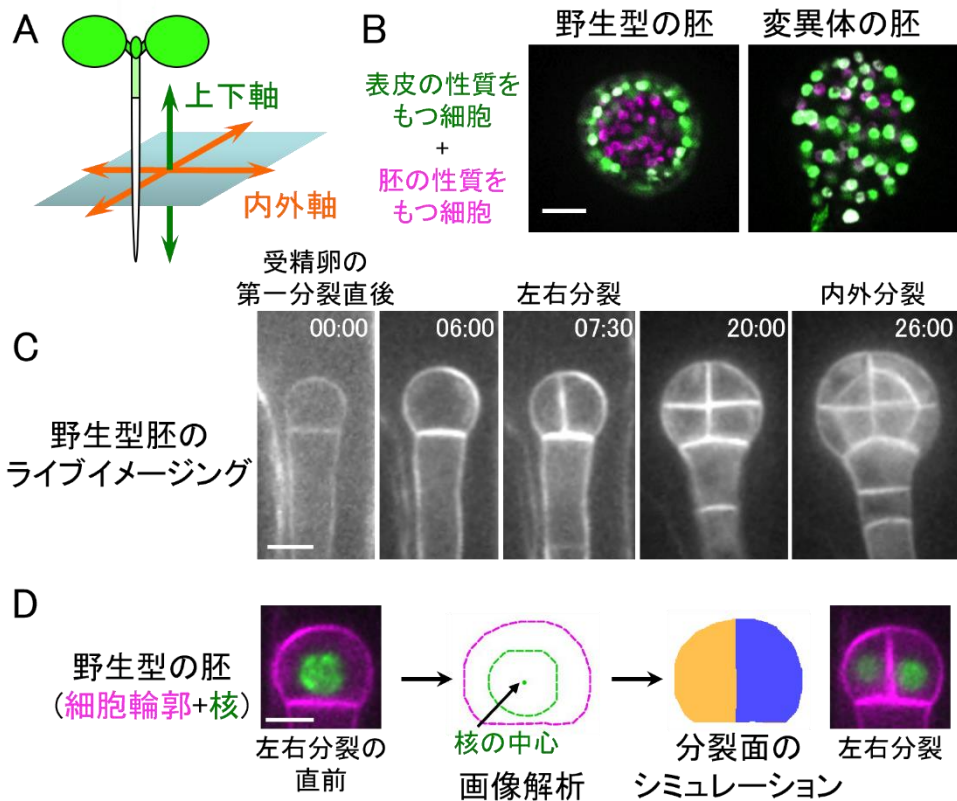 A
上下軸
内外軸
B
野生型の胚
変異体の胚
表皮の性質を
もつ細胞
+
胚の性質を
もつ細胞
C
受精卵の
第一分裂直後
左右分裂
内外分裂
00:00
06:00
07:30
20:00
26:00
野生型胚の
ライブイメージング
D
野生型の胚
(細胞輪郭+核)
左右分裂の
直前
核の中心
画像解析
分裂面の
シミュレーション
左右分裂